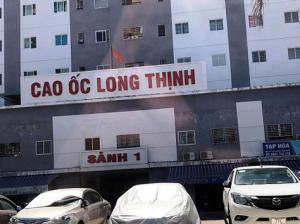 CAO ỐC LONG THỊNH
SẢNH 1
TẠP HÓA